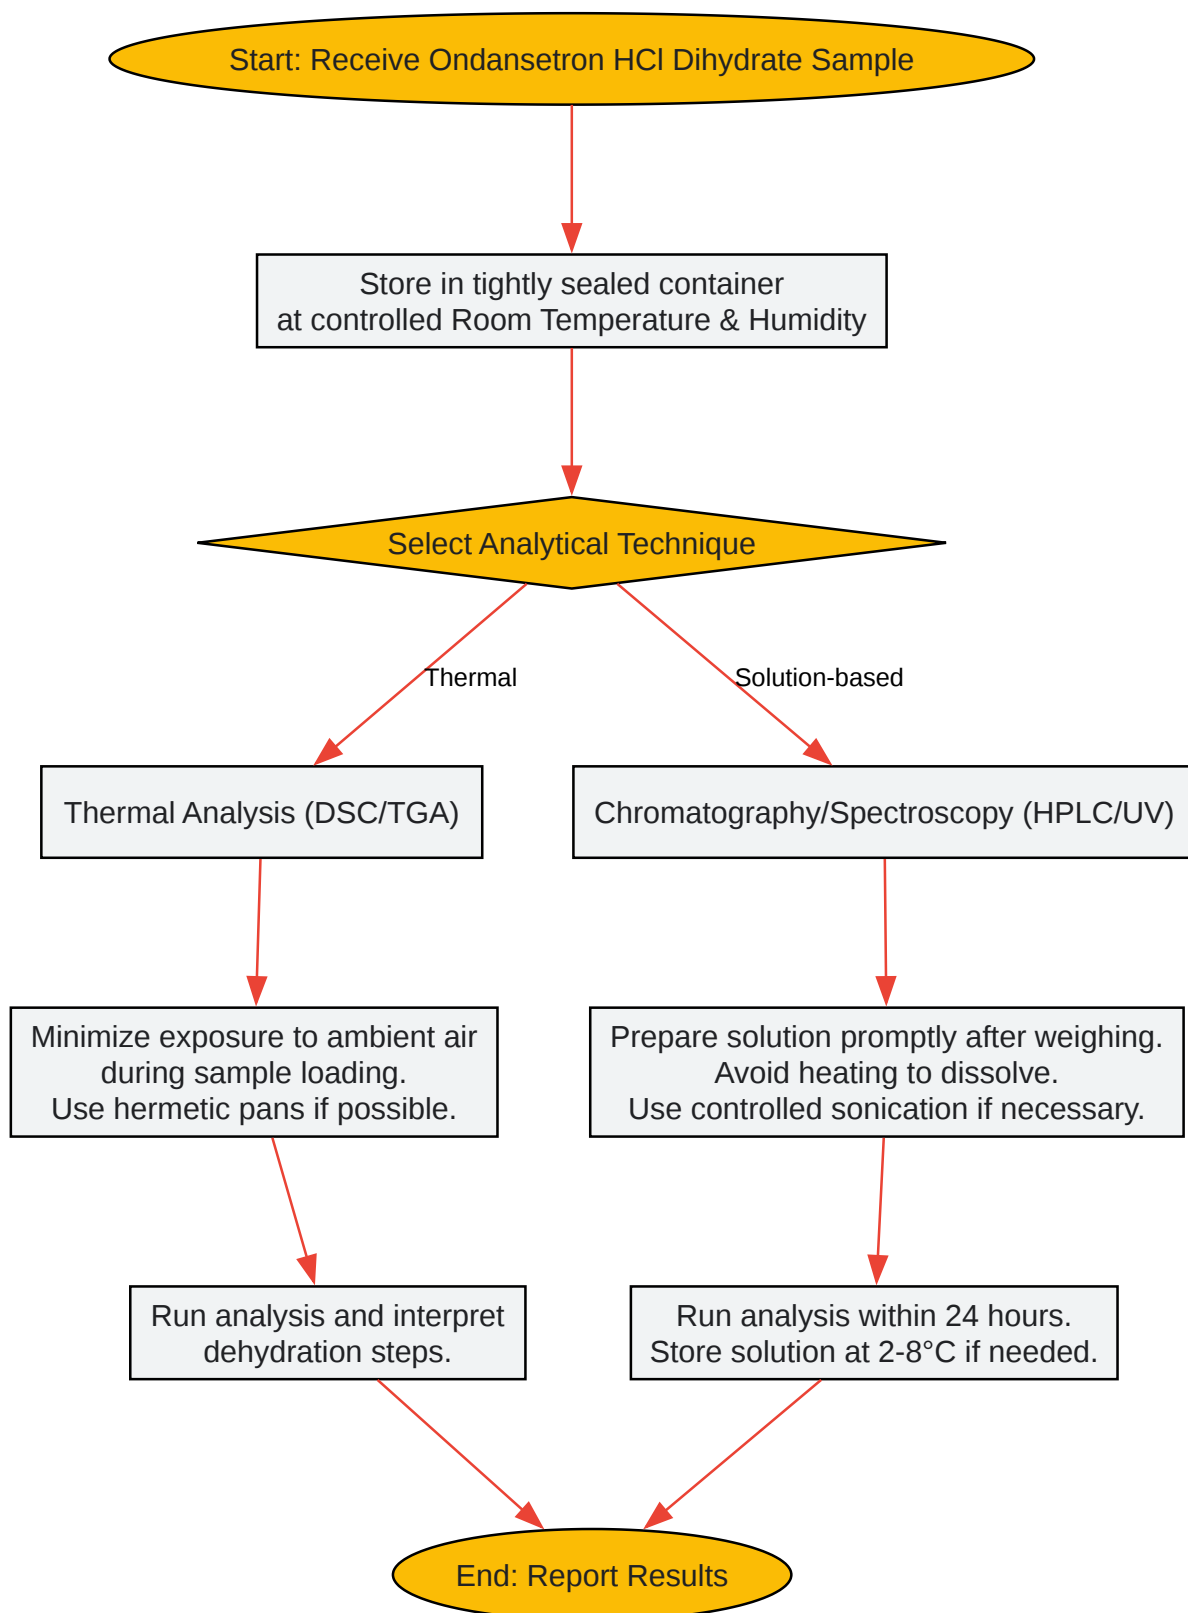 Start: Receive Ondansetron HCl Dihydrate Sample
Store in tightly sealed container
at controlled Room Temperature & Humidity
Select Analytical Technique
Thermal
Solution-based
Thermal Analysis (DSC/TGA)
Chromatography/Spectroscopy (HPLC/UV)
Minimize exposure to ambient air
during sample loading.
Use hermetic pans if possible.
Prepare solution promptly after weighing.
Avoid heating to dissolve.
Use controlled sonication if necessary.
Run analysis and interpret
dehydration steps.
Run analysis within 24 hours.
Store solution at 2-8°C if needed.
End: Report Results